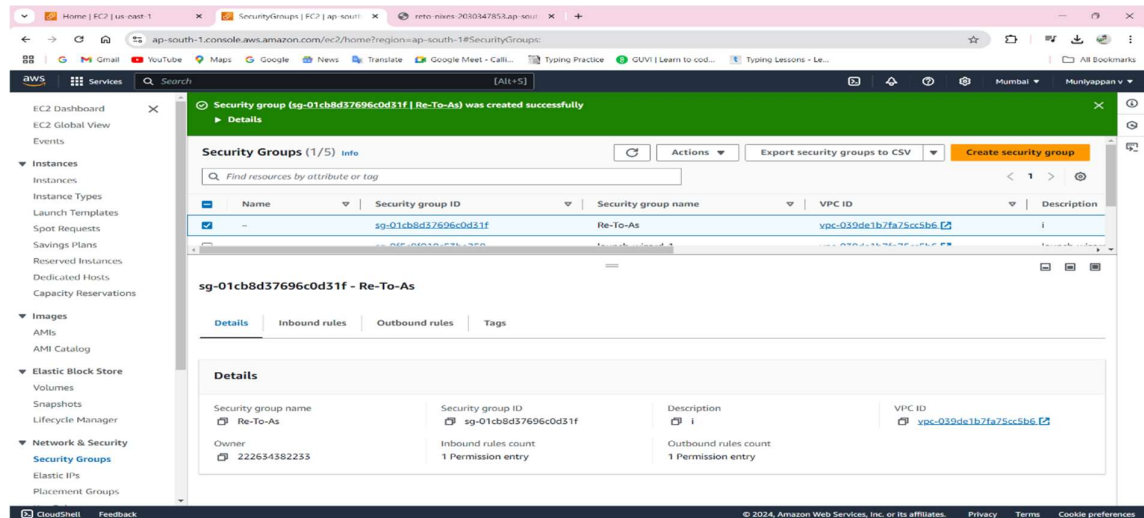 Home | EC2 | us-east-1
SecurityGroups | EC2 | ap-south
reto-nixes-2030347853.ap-sout
ap-south-1.console.aws.amazon.com/ec2/home?region=ap-south-1#SecurityGroups:
Gmail YouTube Maps Google News Translate Google Meet - Calli... Typing Practice GUVI | Learn to cod... Typing Lessons - Le... All Bookmarks
aws Services Search [Alt+S] Mumbai Muniyappan v
EC2 Dashboard
EC2 Global View
Events
Instances
Instances
Instance Types
Launch Templates
Spot Requests
Savings Plans
Reserved Instances
Dedicated Hosts
Capacity Reservations
Images
AMIs
AMI Catalog
Elastic Block Store
Volumes
Snapshots
Lifecycle Manager
Network & Security
Security Groups
Elastic IPs
Placement Groups
Security group (sg-01cb8d37696c0d31f | Re-To-As) was created successfully
Details
Security Groups (1/5) Info Actions Export security groups to CSV Create security group
Find resources by attribute or tag 1
Name Security group ID Security group name VPC ID Description
– sg-01cb8d37696c0d31f Re-To-As vpc-039de1b7fa75cc5b6 i
sg-01cb8d37696c0d31f - Re-To-As
Details Inbound rules Outbound rules Tags
Details
Security group name Security group ID Description VPC ID
Re-To-As sg-01cb8d37696c0d31f i vpc-039de1b7fa75cc5b6
Owner Inbound rules count Outbound rules count
222634382233 1 Permission entry 1 Permission entry
CloudShell Feedback © 2024, Amazon Web Services, Inc. or its affiliates. Privacy Terms Cookie preferences